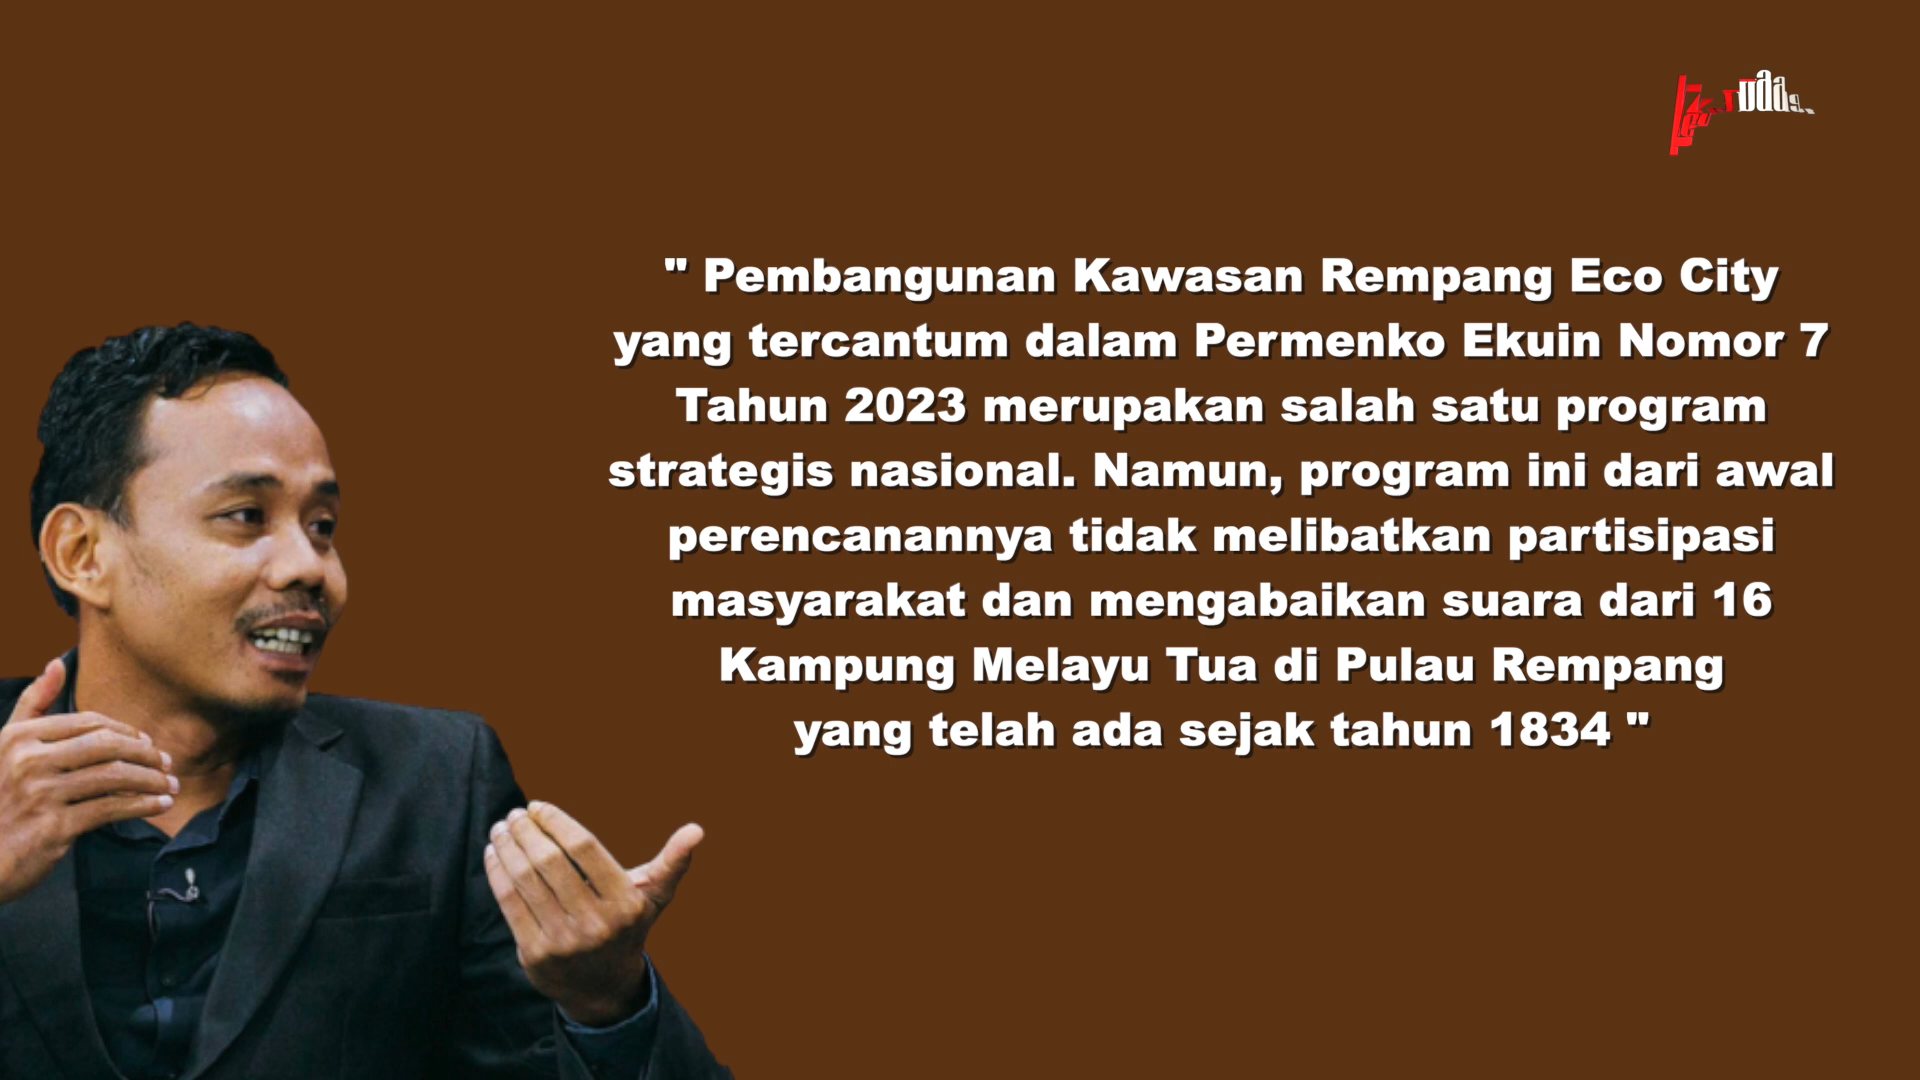 " Pembangunan Kawasan Rempang Eco City
yang tercantum dalam Permenko Ekuin Nomor 7
Tahun 2023 merupakan salah satu program
strategis nasional. Namun, program ini dari awal
perencanannya tidak melibatkan partisipasi
masyarakat dan mengabaikan suara dari 16
Kampung Melayu Tua di Pulau Rempang
yang telah ada sejak tahun 1834 "